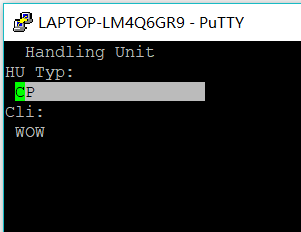 LAPTOP-LM4Q6GR9 - PuTTY
Handling Unit
HU Typ:
CP
Cli:
WOW